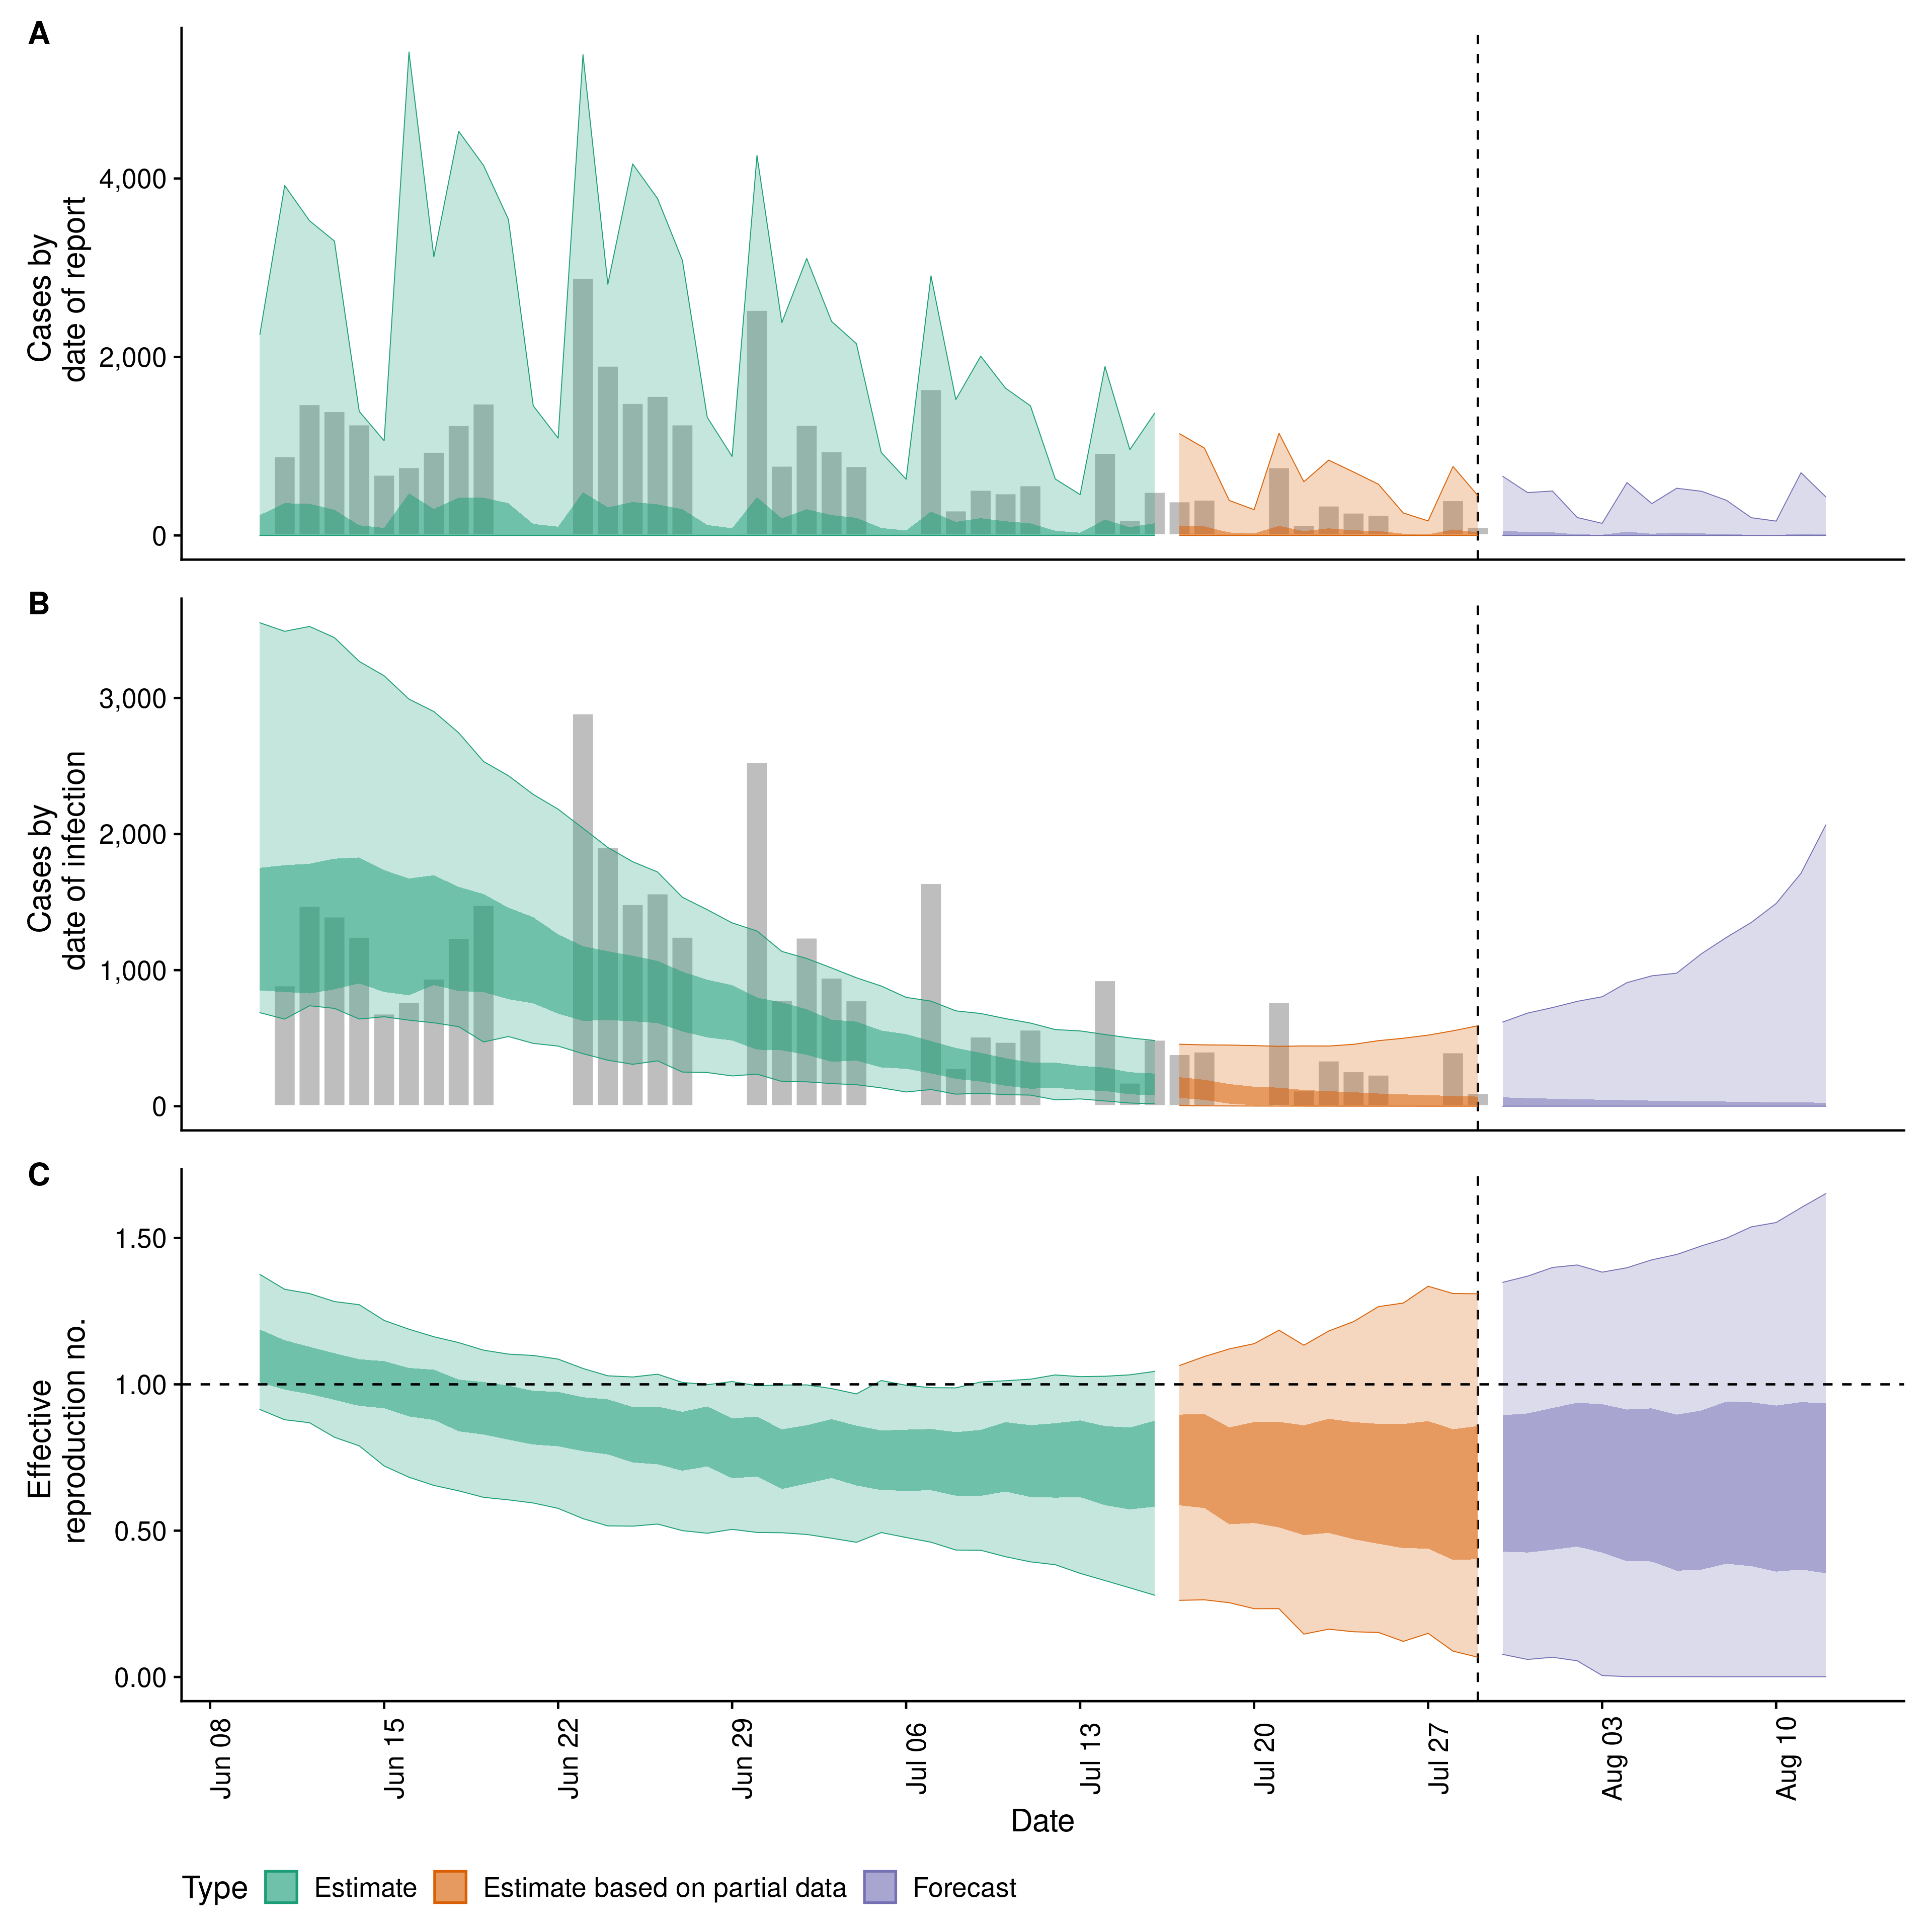 A
Cases by
date of report
4,000
2,000
0
B
Cases by
date of infection
3,000
2,000
1,000
0
C
Effective
reproduction no.
1.50
1.00
0.50
0.00
Jun 08
Jun 15
Jun 22
Jun 29
Jul 06
Jul 13
Jul 20
Jul 27
Aug 03
Aug 10
Date
Type Estimate Estimate based on partial data Forecast